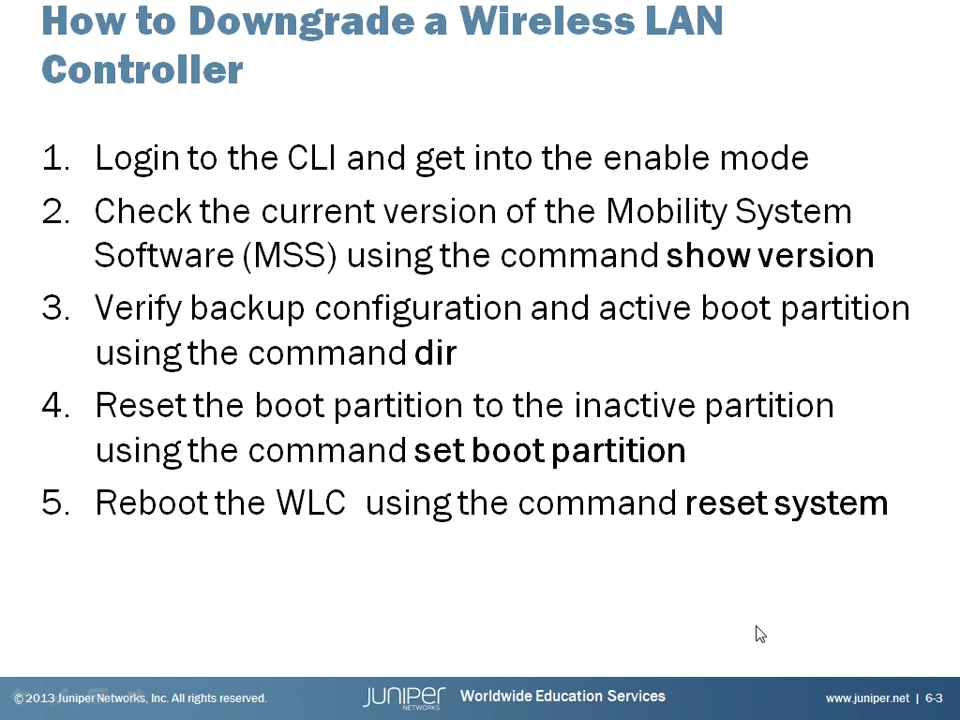 How to Downgrade a Wireless LAN
Controller
1. Login to the CLI and get into the enable mode
2. Check the current version of the Mobility System
Software (MSS) using the command show version
3. Verify backup configuration and active boot partition
using the command dir
4. Reset the boot partition to the inactive partition
using the command set boot partition
5. Reboot the WLC using the command reset system
© 2013 Juniper Networks, Inc. All rights reserved.
JUNIPER
NETWORKS
Worldwide Education Services
www.juniper.net | 6-3